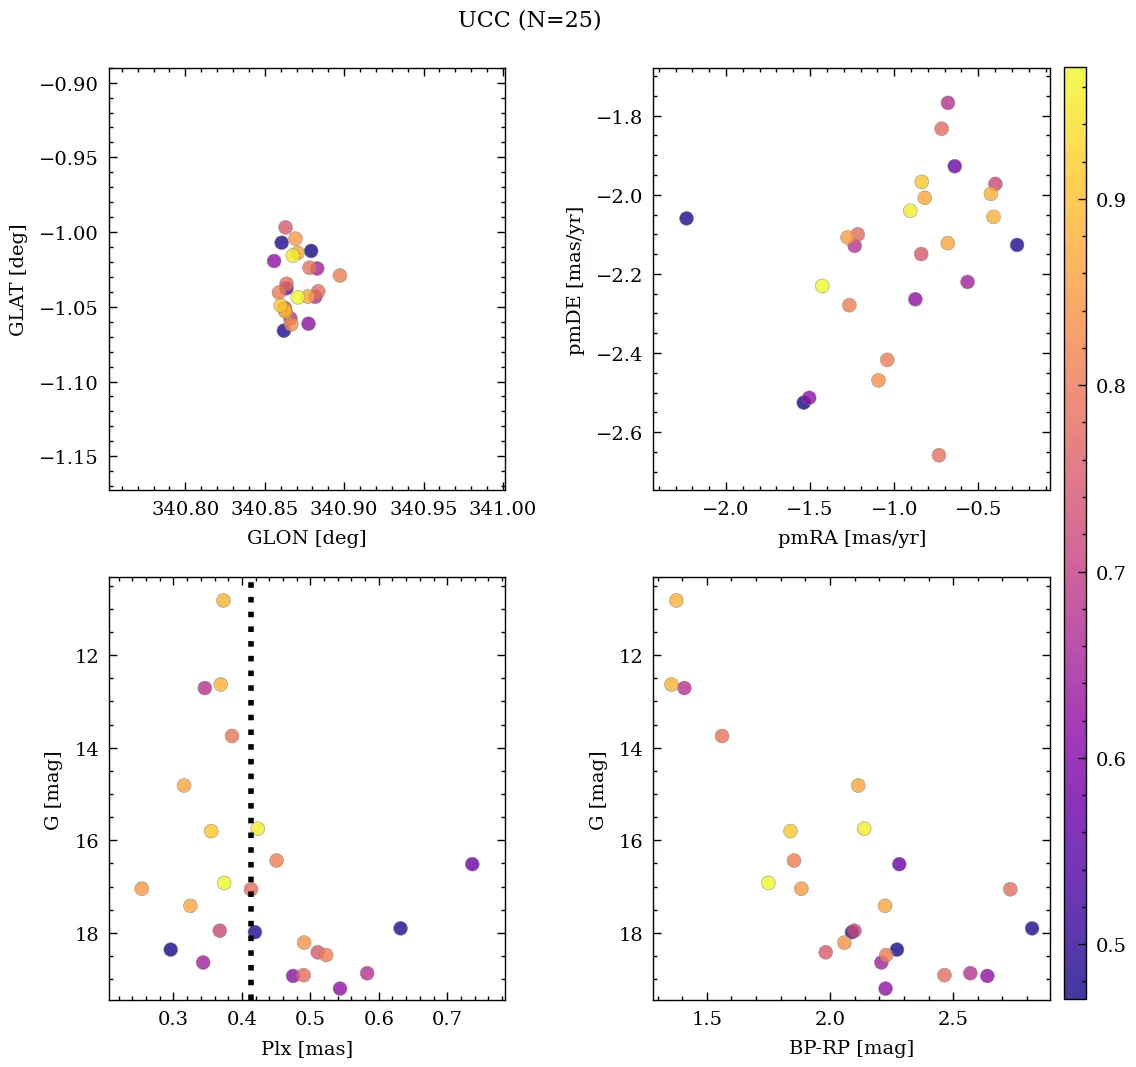 UCC (N=25)
−0.90
−0.95
−1.00
−1.05
−1.10
−1.15
GLAT [deg]
340.80 340.85 340.90 340.95 341.00
GLON [deg]
−1.8
−2.0
−2.2
−2.4
−2.6
pmDE [mas/yr]
−2.0 −1.5 −1.0 −0.5
pmRA [mas/yr]
12
14
16
18
G [mag]
0.3 0.4 0.5 0.6 0.7
Plx [mas]
12
14
16
18
G [mag]
1.5 2.0 2.5
BP-RP [mag]
0.9
0.8
0.7
0.6
0.5